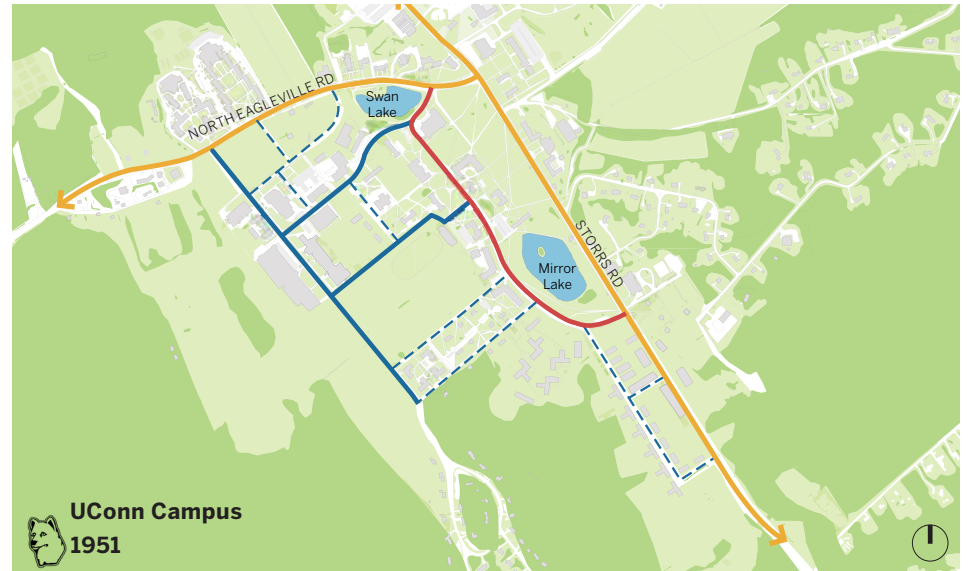 NORTH EAGLEVILLE RD
Swan
Lake
STORRS RD
Mirror
Lake
UConn Campus
1951